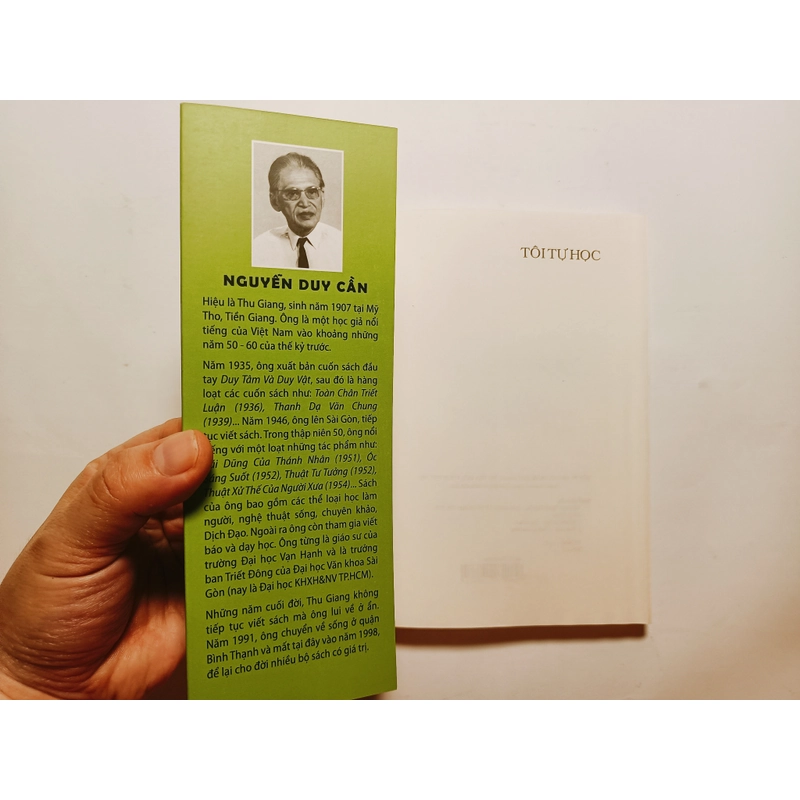 NGUYỄN DUY CẦN
Hiệu là Thu Giang, sinh năm 1907 tại Mỹ
Tho, Tiền Giang. Ông là một học giả nổi
tiếng của Việt Nam vào khoảng những
năm 50 - 60 của thế kỷ trước.
Năm 1935, ông xuất bản cuốn sách đầu
tay Duy Tâm Và Duy Vật, sau đó là hàng
loạt các cuốn sách như: Toàn Chân Triết
Luận (1936), Thanh Dạ Văn Chung
(1939)... Năm 1946, ông lên Sài Gòn, tiếp
tục viết sách. Trong thập niên 50, ông nổi
tiếng với một loạt những tác phẩm như:
Dũng Của Thánh Nhân (1951), Óc
Suốt (1952), Thuật Tư Tưởng (1952),
Thuật Xử Thế Của Người Xưa (1954)... Sách
của ông bao gồm các thể loại học làm
người, nghệ thuật sống, chuyên khảo,
Dịch Đạo. Ngoài ra ông còn tham gia viết
báo và dạy học. Ông từng là giáo sư của
trường Đại học Vạn Hạnh và là trưởng
ban Triết Đông của Đại học Văn khoa Sài
Gòn (nay là Đại học KHXH&NV TP.HCM).
Những năm cuối đời, Thu Giang không
tiếp tục viết sách mà ông lui về ở ẩn.
Năm 1991, ông chuyển về sống ở quận
Bình Thạnh và mất tại đây vào năm 1998,
để lại cho đời nhiều bộ sách có giá trị.
TÔI TỰ HỌC